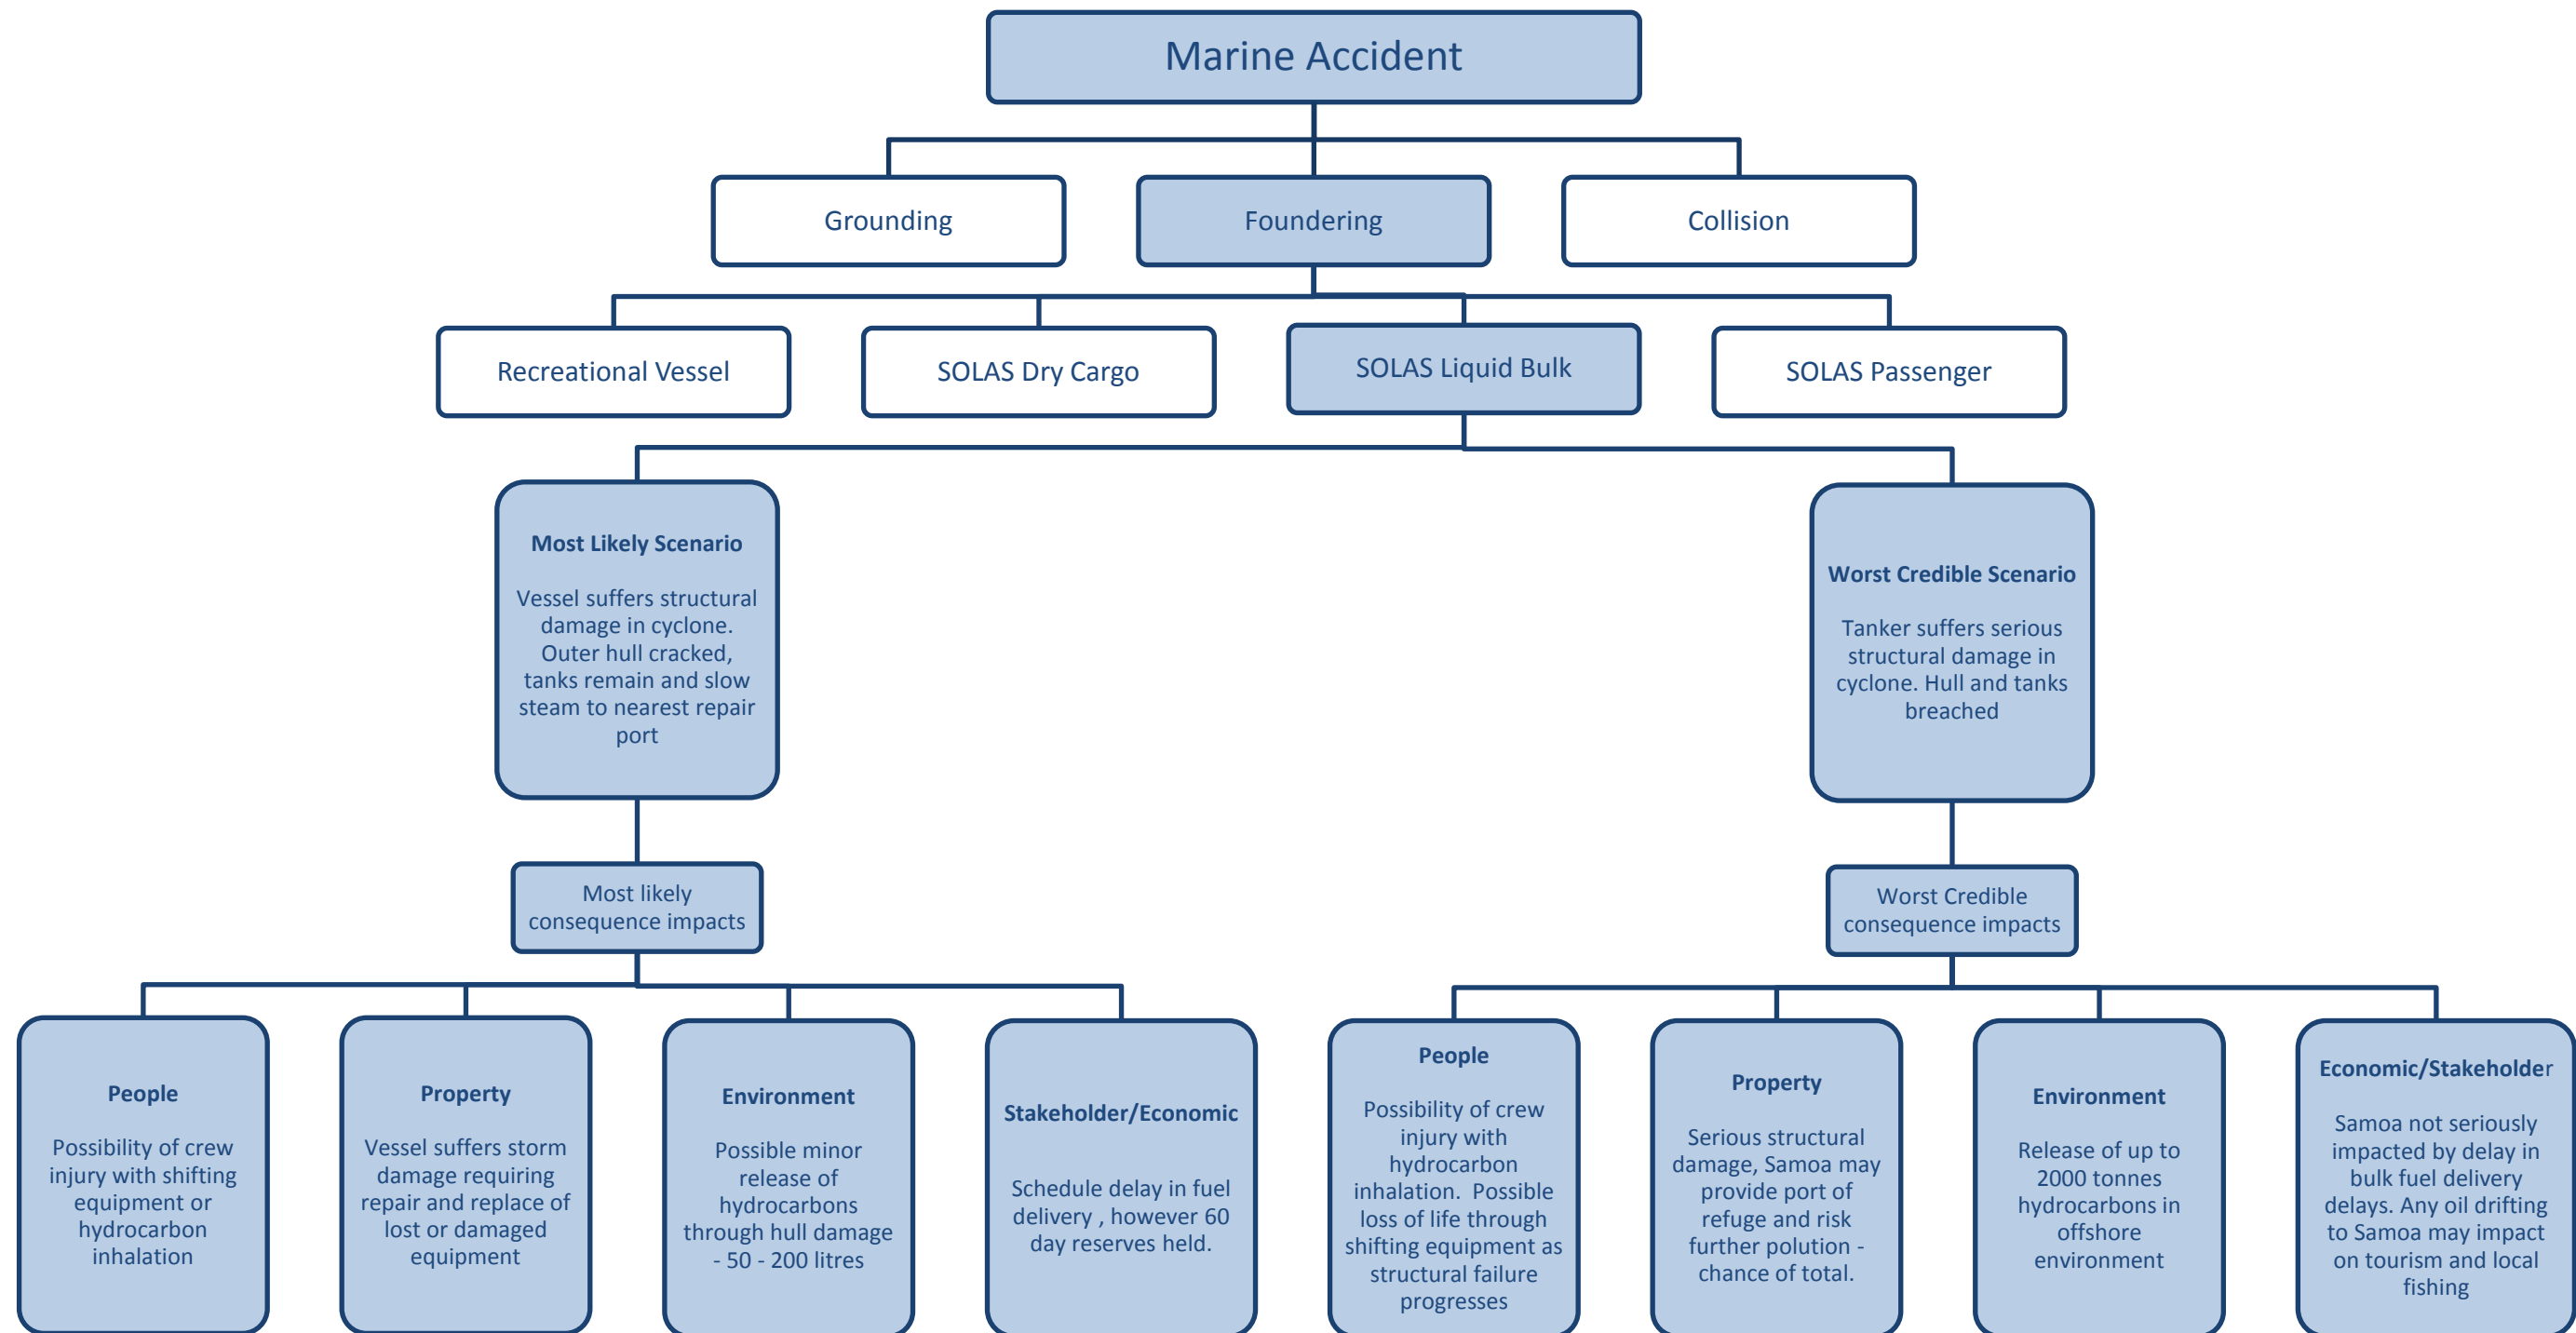 Marine Accident
Grounding
Foundering
Collision
Recreational Vessel
SOLAS Dry Cargo
SOLAS Liquid Bulk
SOLAS Passenger
Most Likely Scenario
Vessel suffers structural
damage in cyclone.
Outer hull cracked,
tanks remain and slow
steam to nearest repair
port
Worst Credible Scenario
Tanker suffers serious
structural damage in
cyclone. Hull and tanks
breached
Most likely
consequence impacts
Worst Credible
consequence impacts
People
Possibility of crew
injury with shifting
equipment or
hydrocarbon
inhalation
Property
Vessel suffers storm
damage requiring
repair and replace of
lost or damaged
equipment
Environment
Possible minor
release of
hydrocarbons
through hull damage
- 50 - 200 litres
Stakeholder/Economic
Schedule delay in fuel
delivery , however 60
day reserves held.
People
Possibility of crew
injury with
hydrocarbon
inhalation.  Possible
loss of life through
shifting equipment as
structural failure
progresses
Property
Serious structural
damage, Samoa may
provide port of
refuge and risk
further polution -
chance of total.
Environment
Release of up to
2000 tonnes
hydrocarbons in
offshore
environment
Economic/Stakeholder
Samoa not seriously
impacted by delay in
bulk fuel delivery
delays. Any oil drifting
to Samoa may impact
on tourism and local
fishing